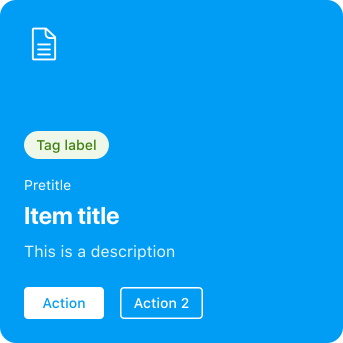 Tag label
Pretitle
Item title
This is a description
Action
Action 2